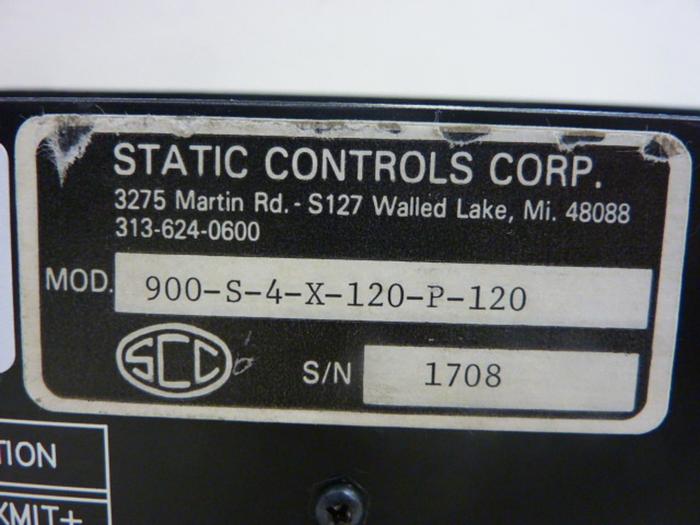 STATIC CONTROLS CORP.
3275 Martin Rd. - S127 Walled Lake, Mi. 48088
313-624-0600
MOD. 900-S-4-X-120-P-120
SCC
S/N 1708
TION
XMIT+